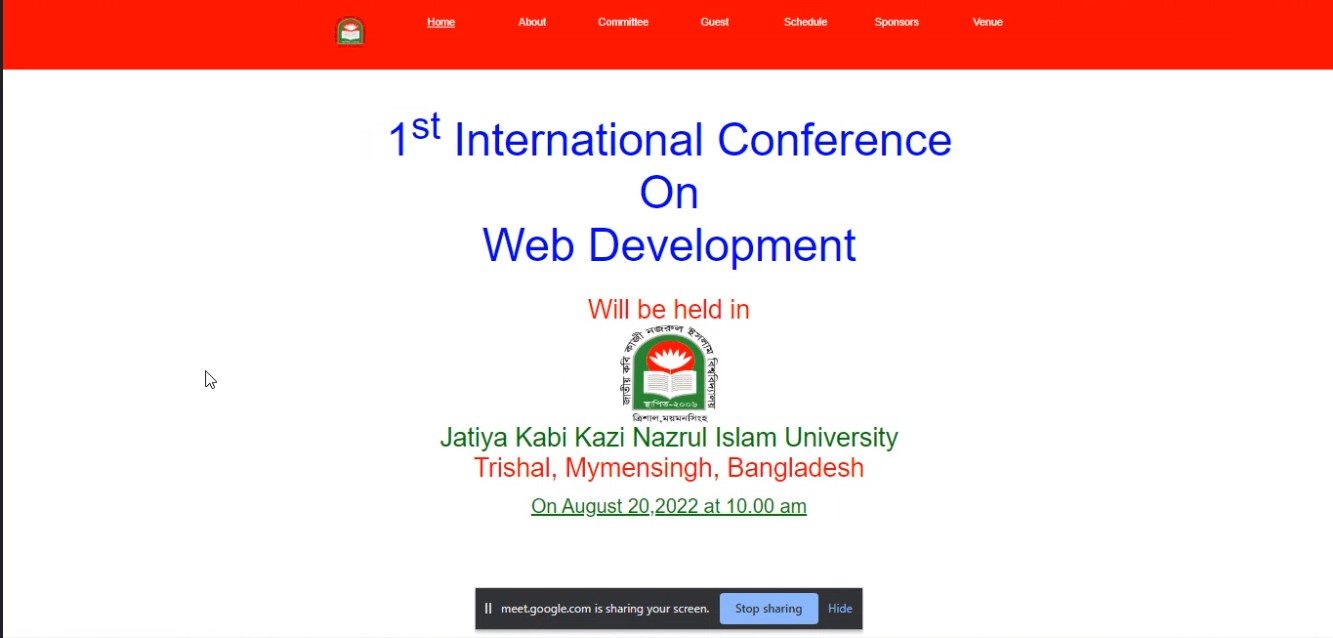 Home About Committee Guest Schedule Sponsors Venue
1st International Conference
On
Web Development
Will be held in
জাতীয় কবি কাজী নজরুল ইসলাম বিশ্ববিদ্যালয়
স্থাপিত-২০০৬
ত্রিশাল,ময়মনসিংহ
Jatiya Kabi Kazi Nazrul Islam University
Trishal, Mymensingh, Bangladesh
On August 20,2022 at 10.00 am
meet.google.com is sharing your screen. Stop sharing Hide